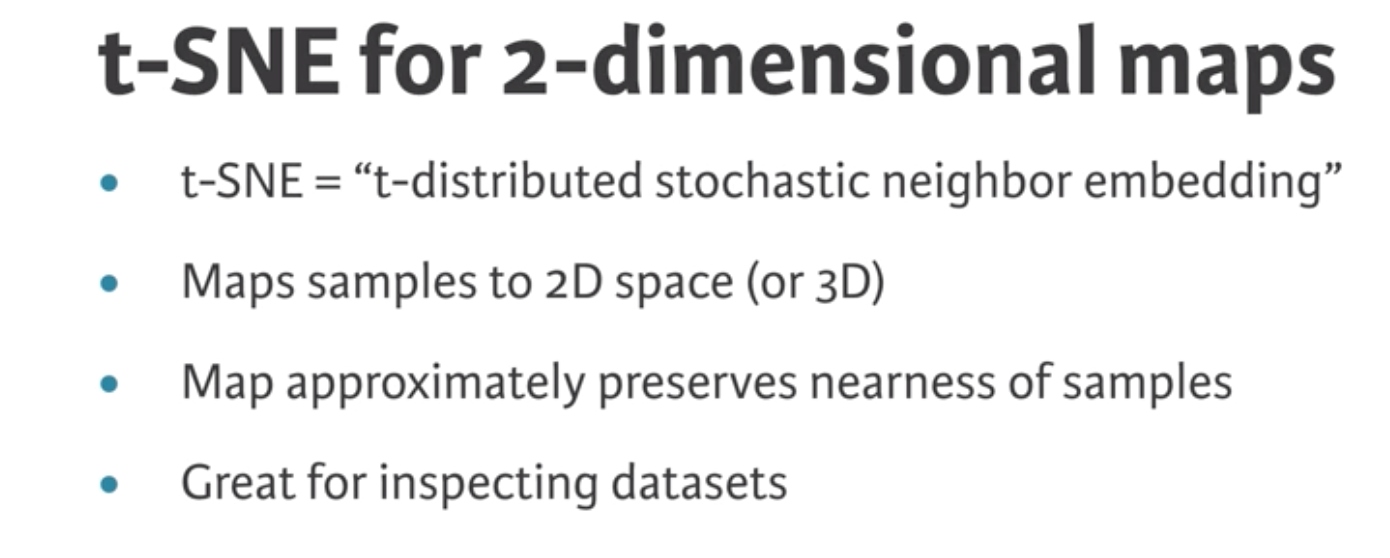 t-SNE for 2-dimensional maps
• t-SNE = “t-distributed stochastic neighbor embedding”
• Maps samples to 2D space (or 3D)
• Map approximately preserves nearness of samples
• Great for inspecting datasets